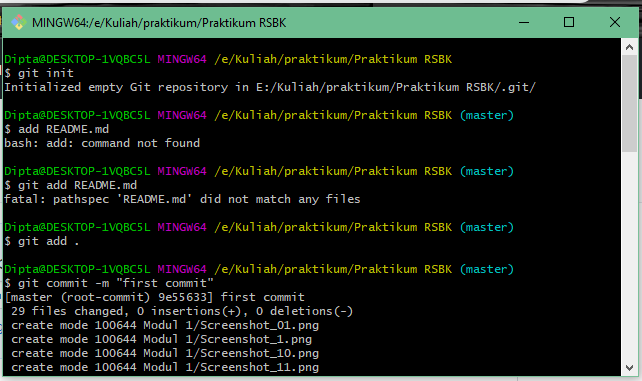 MINGW64:/e/Kuliah/praktikum/Praktikum RSBK
Dipta@DESKTOP-1VQBC5L MINGW64 /e/Kuliah/praktikum/Praktikum RSBK
$ git init
Initialized empty Git repository in E:/Kuliah/praktikum/Praktikum RSBK/.git/
Dipta@DESKTOP-1VQBC5L MINGW64 /e/Kuliah/praktikum/Praktikum RSBK (master)
$ add README.md
bash: add: command not found
Dipta@DESKTOP-1VQBC5L MINGW64 /e/Kuliah/praktikum/Praktikum RSBK (master)
$ git add README.md
fatal: pathspec 'README.md' did not match any files
Dipta@DESKTOP-1VQBC5L MINGW64 /e/Kuliah/praktikum/Praktikum RSBK (master)
$ git add .
Dipta@DESKTOP-1VQBC5L MINGW64 /e/Kuliah/praktikum/Praktikum RSBK (master)
$ git commit -m "first commit"
[master (root-commit) 9e55633] first commit
 29 files changed, 0 insertions(+), 0 deletions(-)
 create mode 100644 Modul 1/Screenshot_01.png
 create mode 100644 Modul 1/Screenshot_1.png
 create mode 100644 Modul 1/Screenshot_10.png
 create mode 100644 Modul 1/Screenshot_11.png